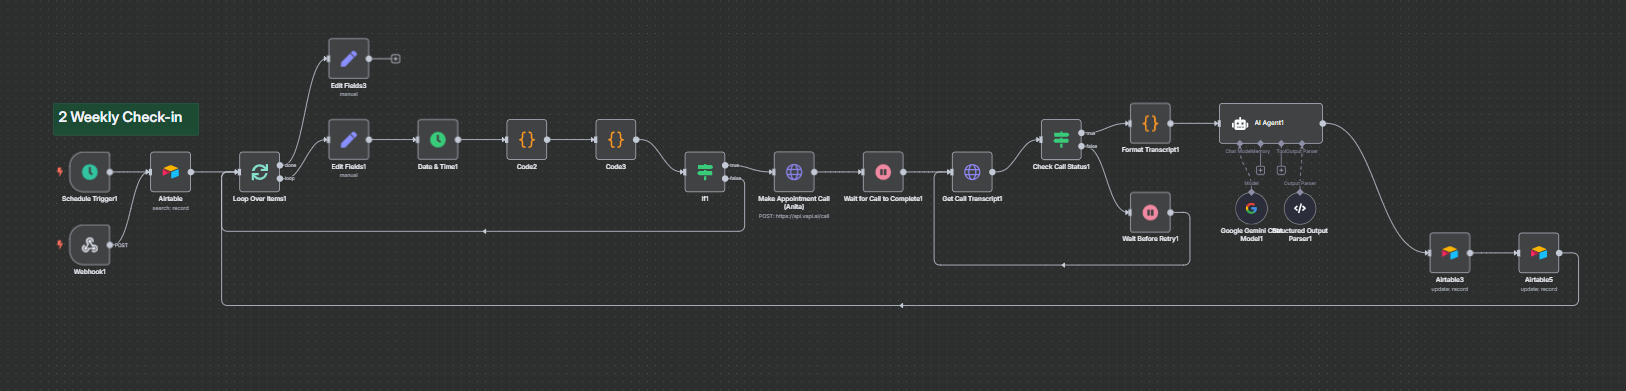 2 Weekly Check-in
Schedule Trigger1
Webhook1
POST
Airtable
search: record
Loop Over Items1
done
loop
Edit Fields3
manual
Edit Fields1
manual
Date & Time1
Code2
Code3
If1
true
false
Make Appointment Call
(Anita)
POST: https://api.vapi.ai/call
Wait for Call to Complete1
Get Call Transcript1
Check Call Status1
true
false
Format Transcript1
Wait Before Retry1
AI Agent1
Chat Model
Memory
Tool
Output Parser
Model
Output Parser
Google Gemini Chat
Model1
Structured Output
Parser1
Airtable3
update: record
Airtable5
update: record